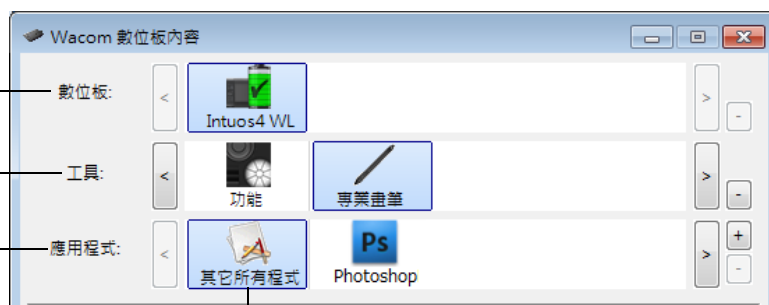 Wacom 數位板內容
數位板:
Intuos4 WL
工具:
功能
專業畫筆
應用程式:
其它所有程式
Ps
Photoshop